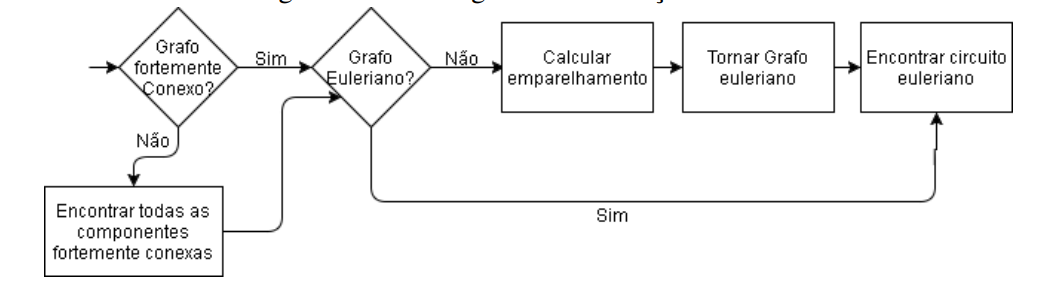 Grafo
fortemente
Conexo?
Sim
Grafo
Euleriano?
Não
Calcular
emparelhamento
Tornar Grafo
euleriano
Encontrar circuito
euleriano
Não
Encontrar todas as
componentes
fortemente conexas
Sim